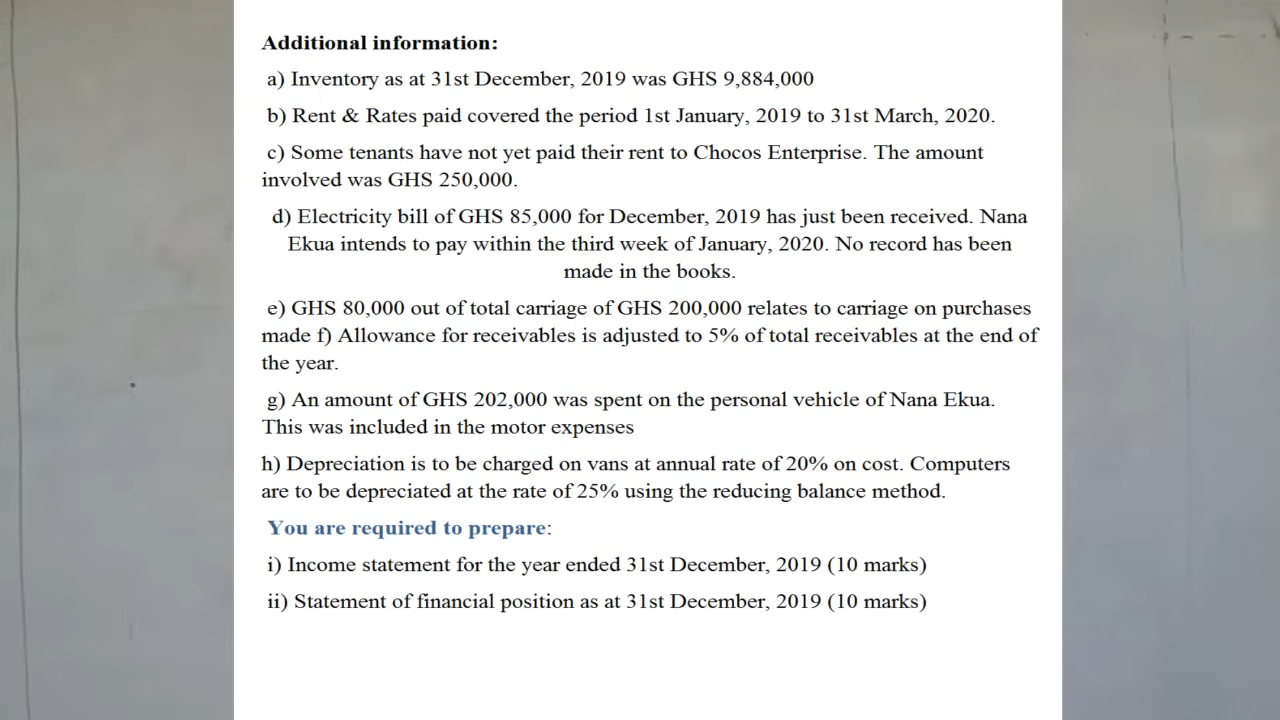 Additional information:
a) Inventory as at 31st December, 2019 was GHS 9,884,000
b) Rent & Rates paid covered the period 1st January, 2019 to 31st March, 2020.
c) Some tenants have not yet paid their rent to Chocos Enterprise. The amount
involved was GHS 250,000.
d) Electricity bill of GHS 85,000 for December, 2019 has just been received. Nana
Ekua intends to pay within the third week of January, 2020. No record has been
made in the books.
e) GHS 80,000 out of total carriage of GHS 200,000 relates to carriage on purchases
made f) Allowance for receivables is adjusted to 5% of total receivables at the end of
the year.
g) An amount of GHS 202,000 was spent on the personal vehicle of Nana Ekua.
This was included in the motor expenses
h) Depreciation is to be charged on vans at annual rate of 20% on cost. Computers
are to be depreciated at the rate of 25% using the reducing balance method.
You are required to prepare:
i) Income statement for the year ended 31st December, 2019 (10 marks)
ii) Statement of financial position as at 31st December, 2019 (10 marks)